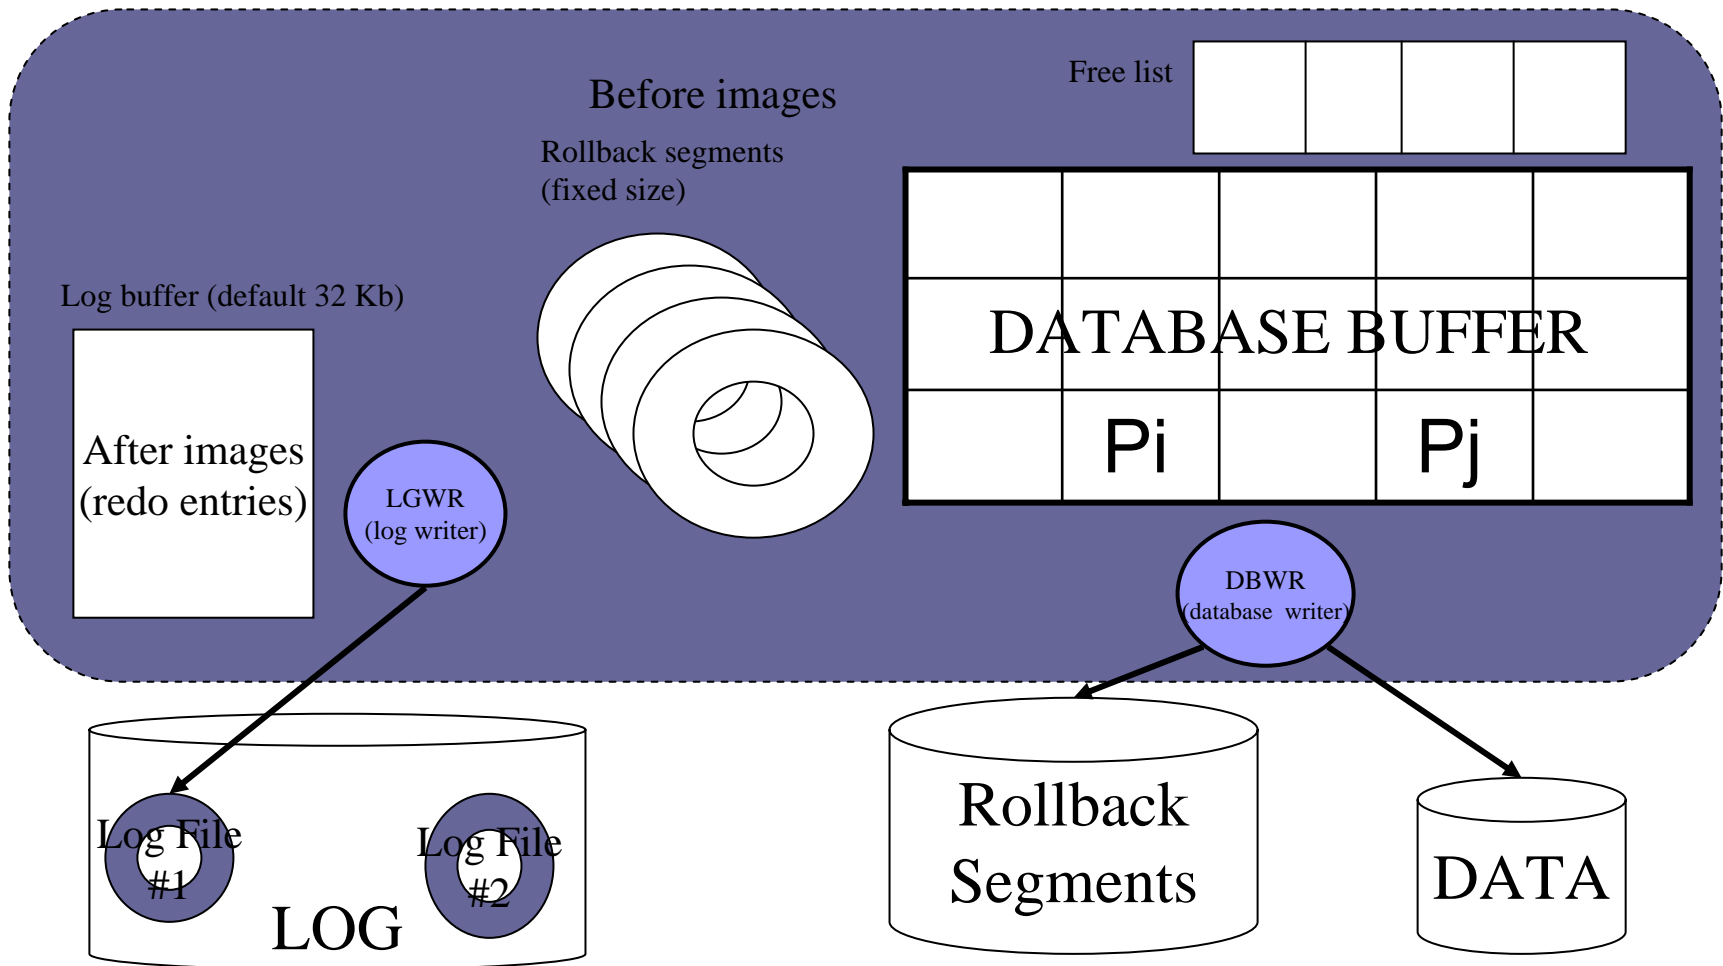 Free list
Before images
Rollback segments
(fixed size)
Log buffer (default 32 Kb)
DATABASE BUFFER
After images
(redo entries)
Pi
Pj
LGWR
(log writer)
DBWR
(database writer)
Log File
#1
Log File
#2
LOG
Rollback
Segments
DATA